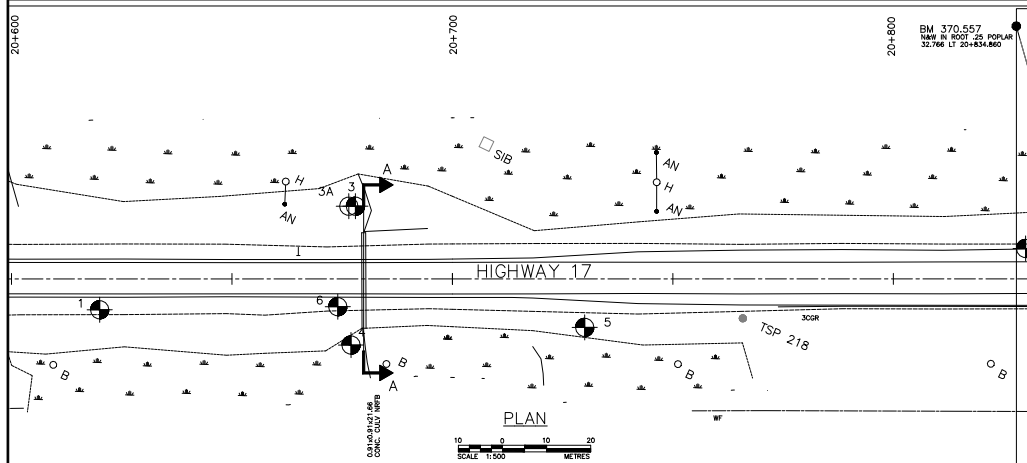 20+600
20+700
20+800
BM 370.557
N&W IN ROOT .25 POPLAR
32.766 LT 20+834.860
SIB
A
AN
H
3A
3
H
AN
AN
HIGHWAY 17
1
6
4
5
3CGR
TSP 218
B
B
B
B
A
0.91x0.91x21.66
CONC. CULV NRFB
PLAN
WF
10 0 10 20
SCALE 1:500 METRES